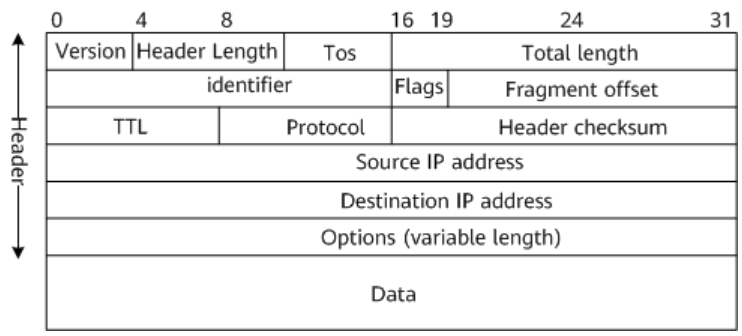 0 4 8 16 19 24 31
Version Header Length Tos Total length
identifier Flags Fragment offset
TTL Protocol Header checksum
Source IP address
Destination IP address
Options (variable length)
Data
Header